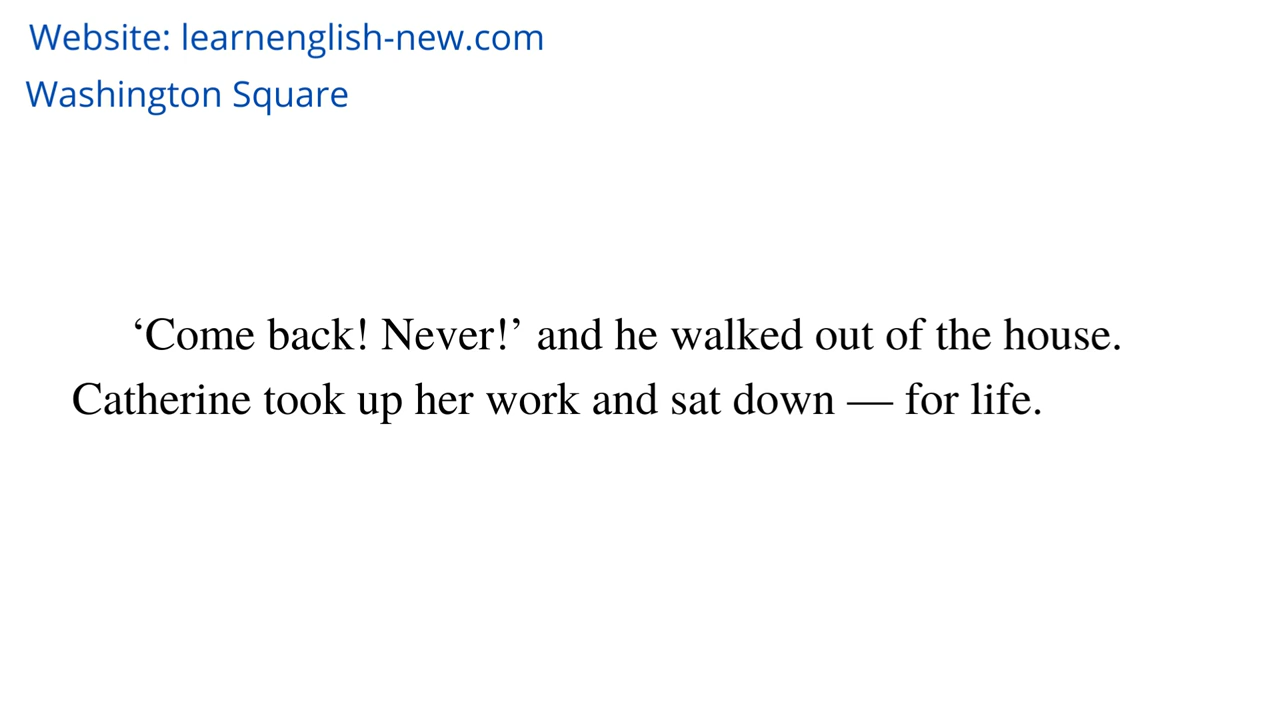 Website: learnenglish-new.com
Washington Square
‘Come back! Never!’ and he walked out of the house.
Catherine took up her work and sat down — for life.